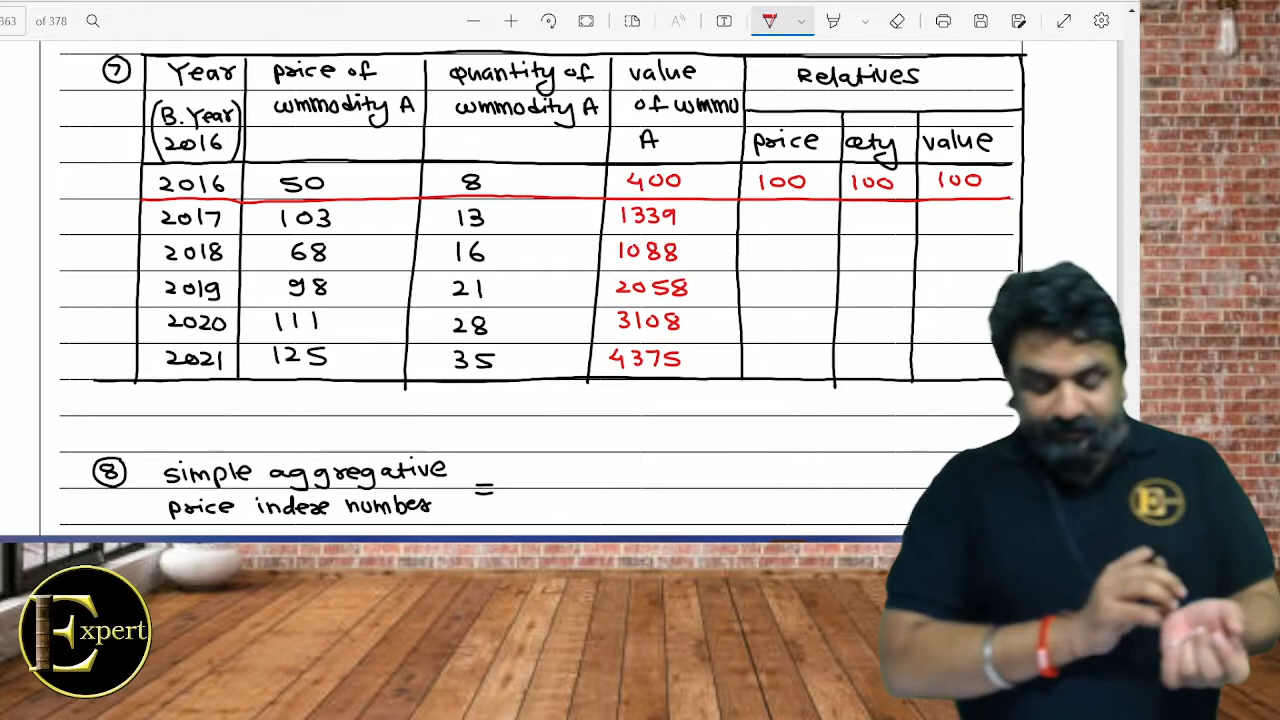 363 of 378
⑦ Year price of quantity of value Relatives
(B. Year commodity A commodity A of commo
2016) A price qty value
2016 50 8 400 100 100 100
2017 103 13 1339
2018 68 16 1088
2019 98 21 2058
2020 111 28 3108
2021 125 35 4375
⑧ simple aggregative
price index number =
Expert
E